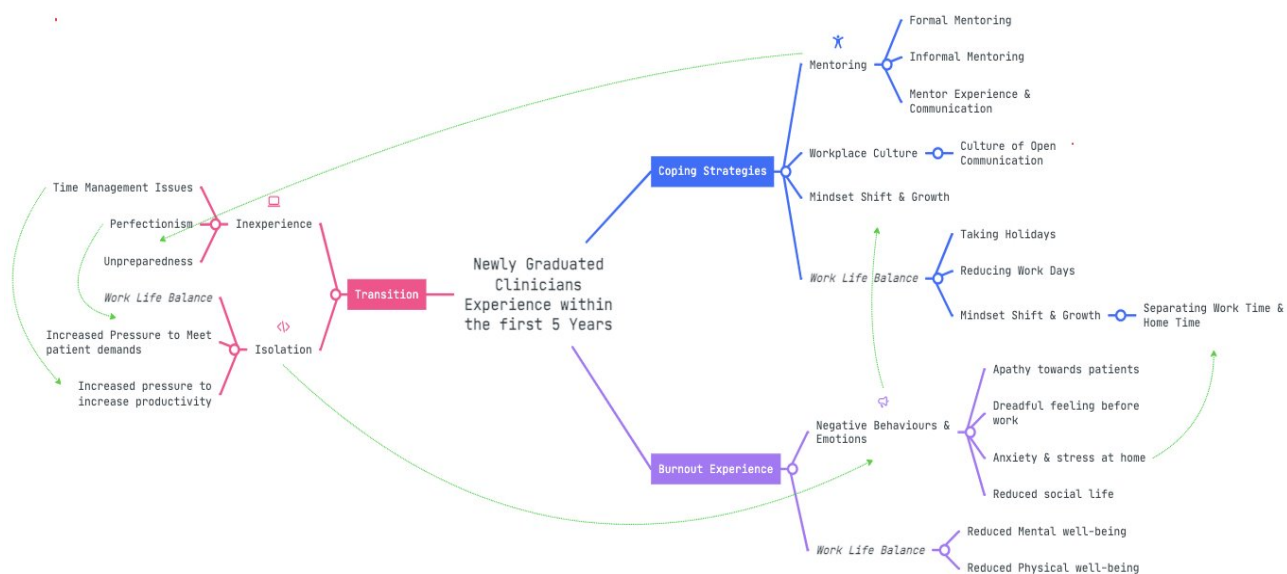 Formal Mentoring
Mentoring
Informal Mentoring
Mentor Experience &
Communication
Coping Strategies
Workplace Culture
Culture of Open
Communication
Mindset Shift & Growth
Work Life Balance
Taking Holidays
Reducing Work Days
Mindset Shift & Growth
Separating Work Time &
Home Time
Newly Graduated
Clinicians
Experience within
the first 5 Years
Transition
Inexperience
Time Management Issues
Perfectionism
Unpreparedness
Isolation
Work Life Balance
Increased Pressure to Meet
patient demands
Increased pressure to
increase productivity
Burnout Experience
Negative Behaviours &
Emotions
Apathy towards patients
Dreadful feeling before
work
Anxiety & stress at home
Reduced social life
Work Life Balance
Reduced Mental well-being
Reduced Physical well-being